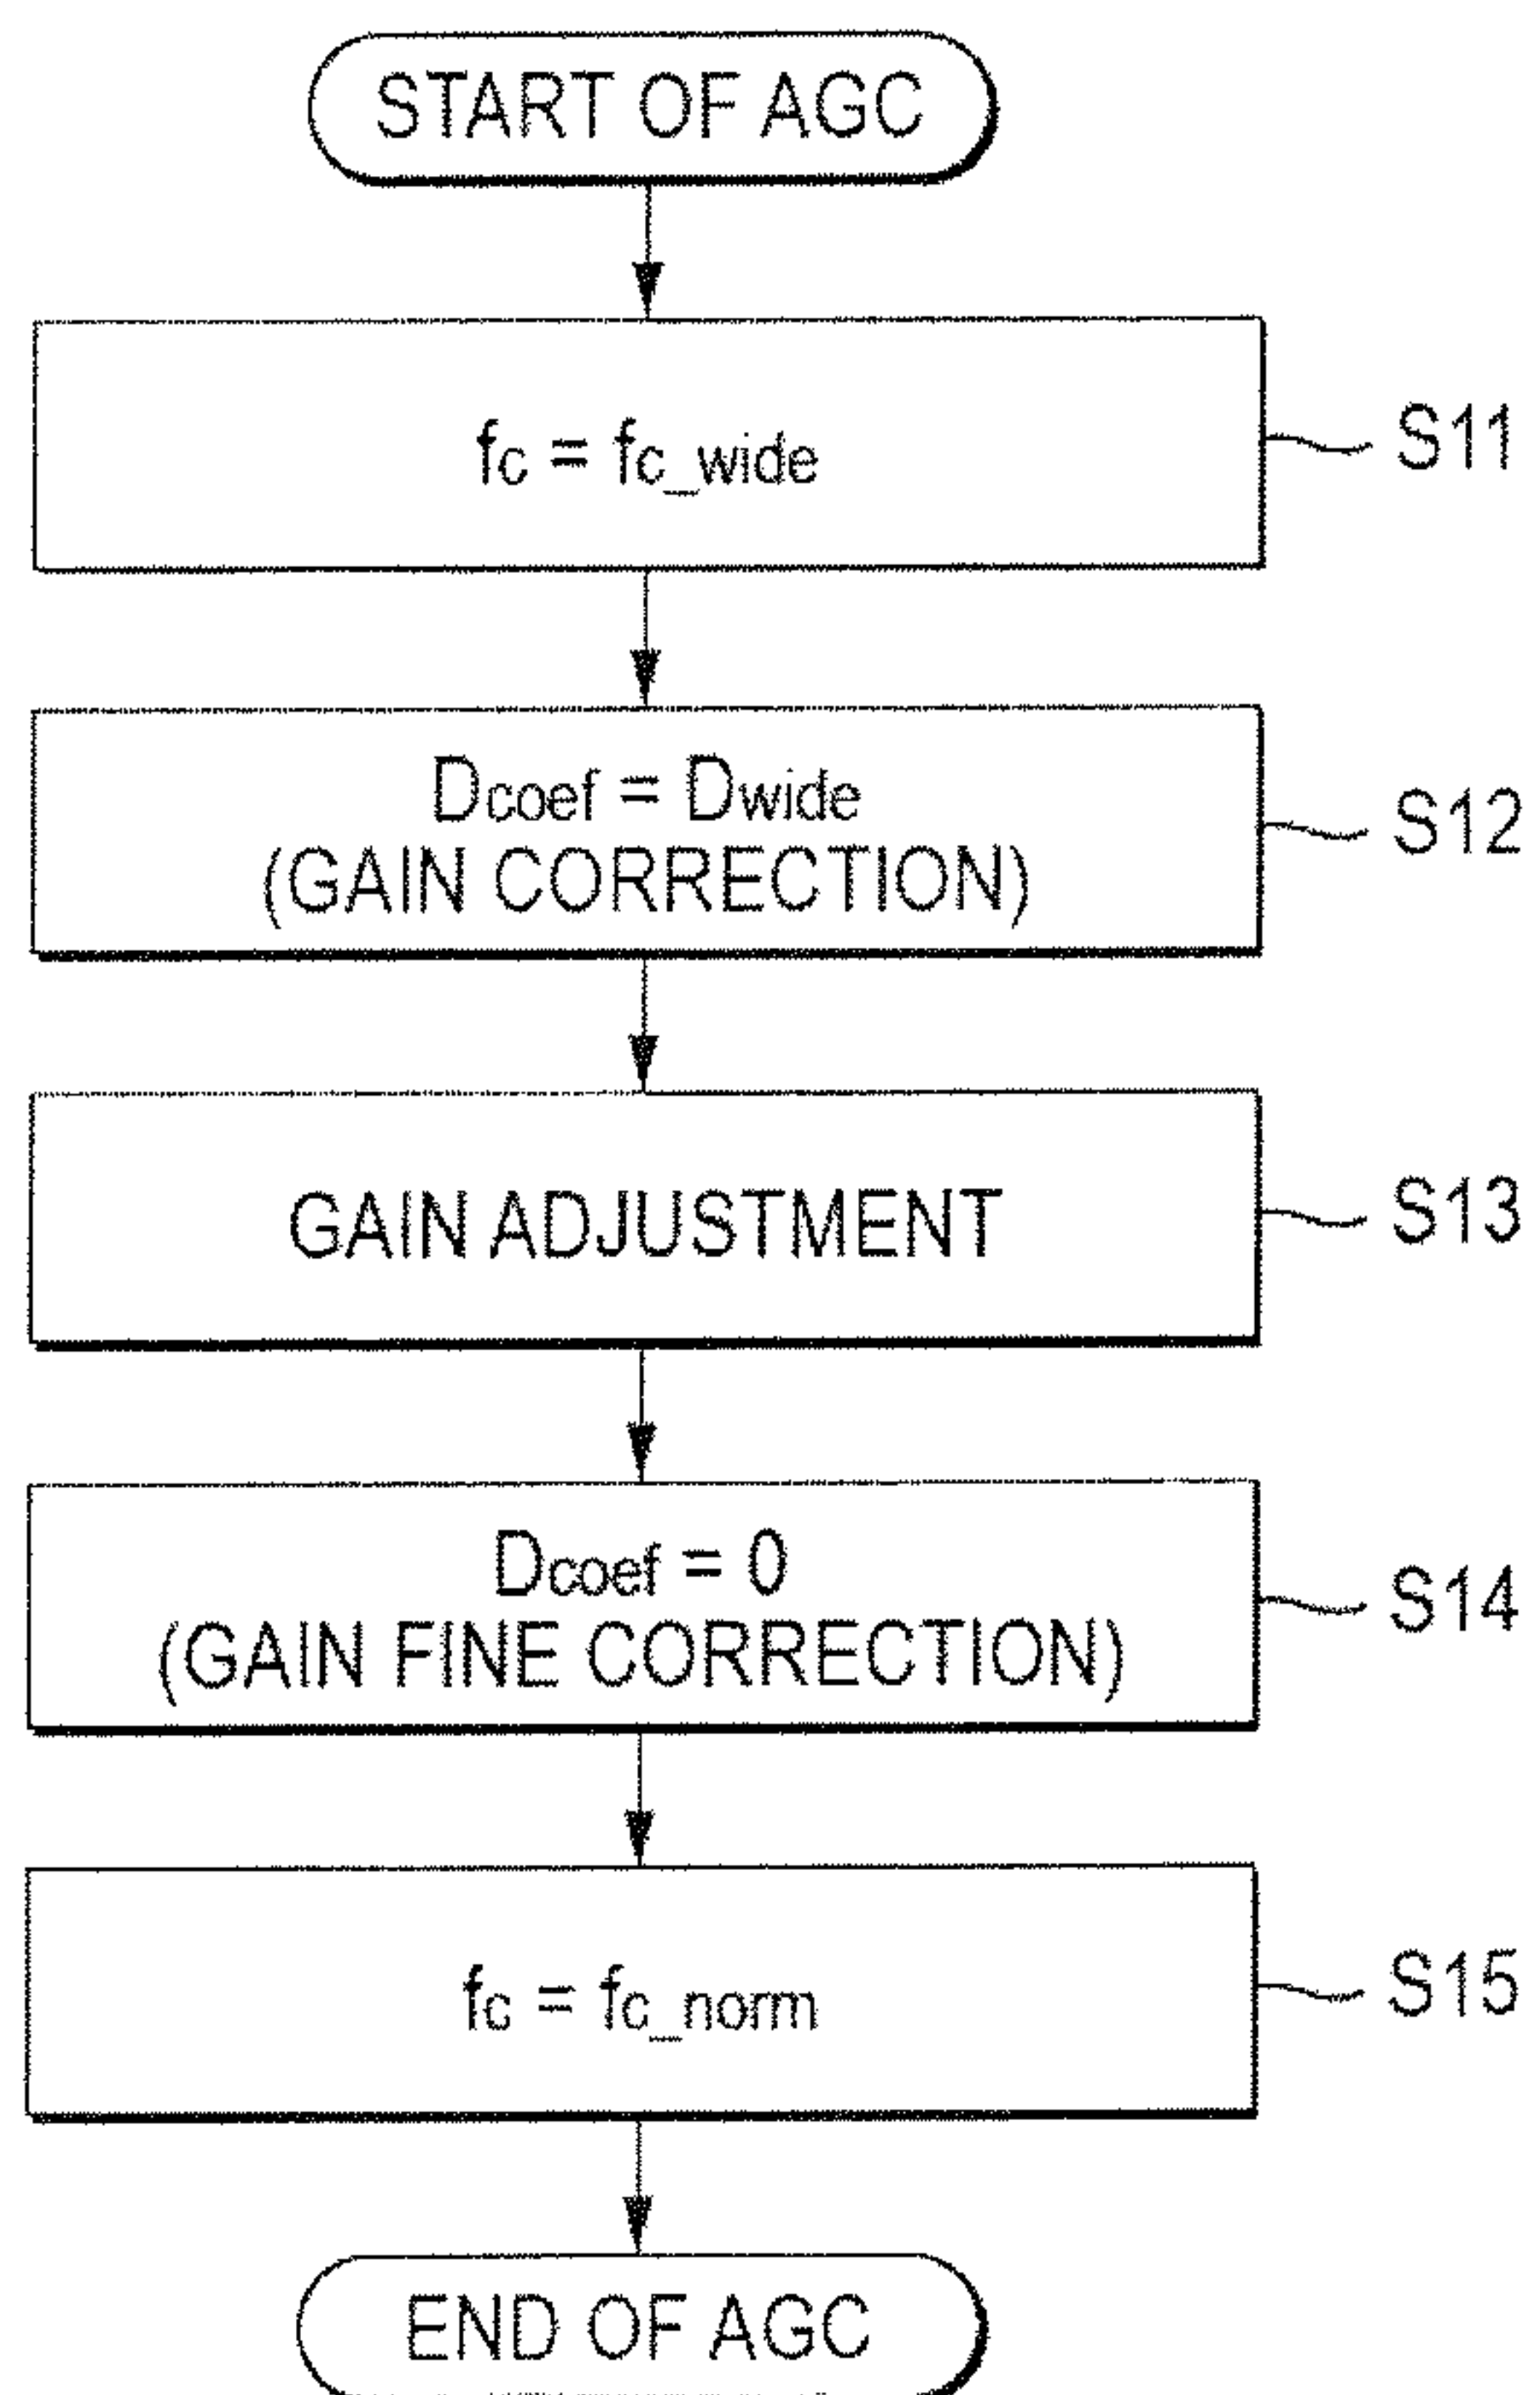 START OF AGC
fc = fc_wide
S11
Dcoef = Dwide
(GAIN CORRECTION)
S12
GAIN ADJUSTMENT
S13
Dcoef = 0
(GAIN FINE CORRECTION)
S14
fc = fc_norm
S15
END OF AGC